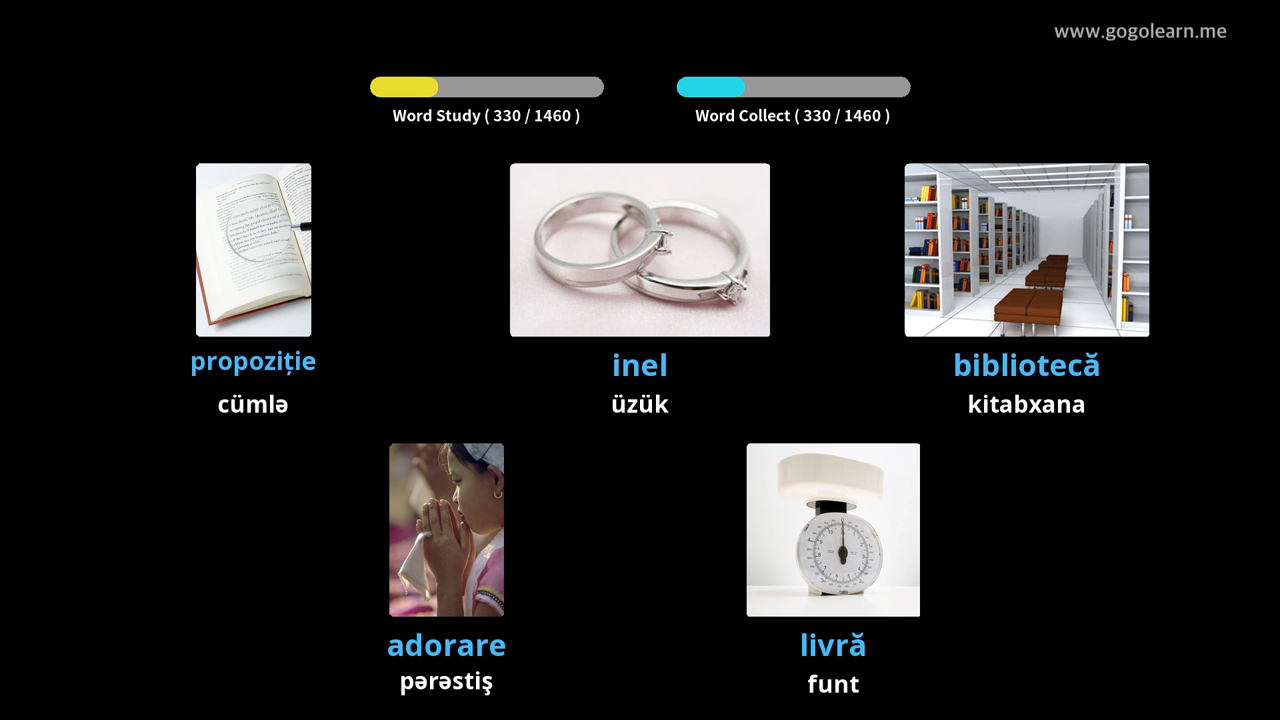 www.gogolearn.me
Word Study ( 330 / 1460 )
Word Collect ( 330 / 1460 )
propoziție
cümlə
inel
üzük
bibliotecă
kitabxana
adorare
pərəstiş
livră
funt